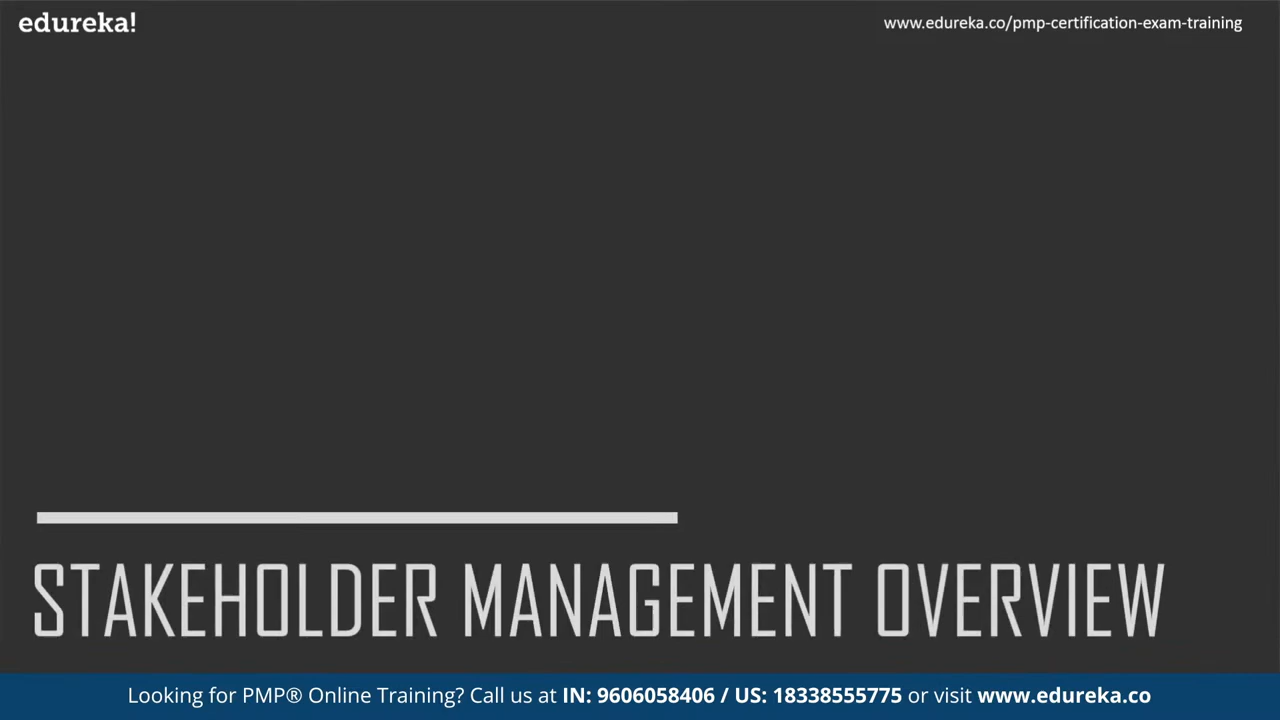 edureka!
www.edureka.co/pmp-certification-exam-training
STAKEHOLDER MANAGEMENT OVERVIEW
Looking for PMP® Online Training? Call us at IN: 9606058406 / US: 18338555775 or visit www.edureka.co